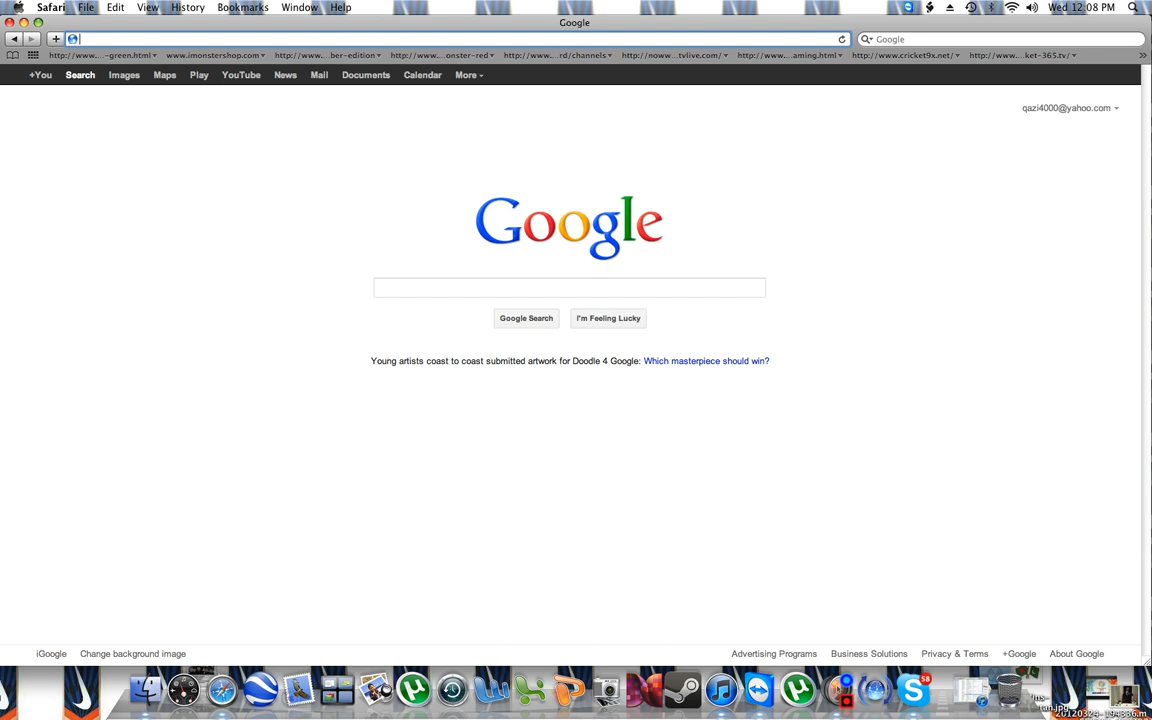 Safari File Edit View History Bookmarks Window Help Wed 12:08 PM
Google
Google
http://www....-green.html www.imonstershop.com http://www....ber-edition http://www....onster-red http://www....rd/channels http://noww....tvlive.com/ http://www....aming.html http://www.cricket9x.net/ http://www....ket-365.tv/
+You Search Images Maps Play YouTube News Mail Documents Calendar More
qazi4000@yahoo.com
Google
Google Search I'm Feeling Lucky
Young artists coast to coast submitted artwork for Doodle 4 Google: Which masterpiece should win?
iGoogle Change background image Advertising Programs Business Solutions Privacy & Terms +Google About Google
58